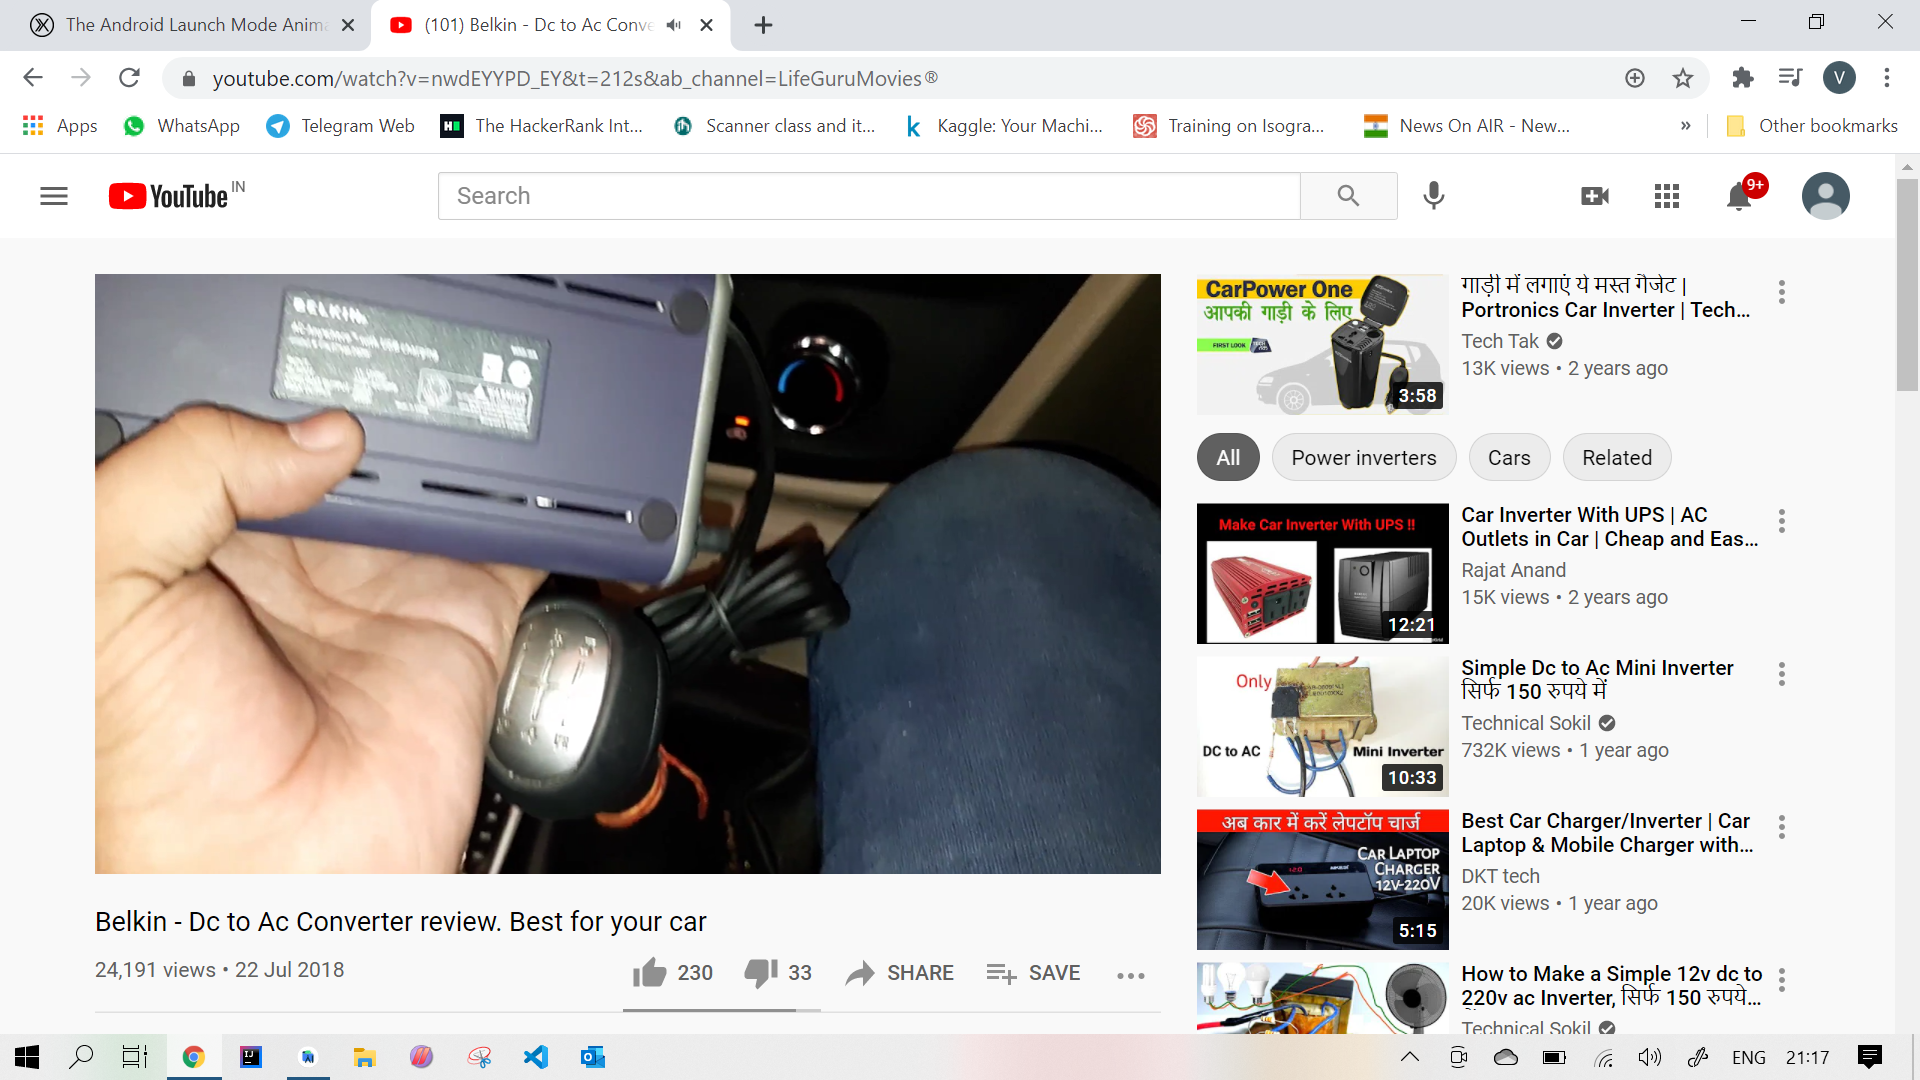 The Android Launch Mode Anim
(101) Belkin - Dc to Ac Conve
youtube.com/watch?v=nwdEYYPD_EY&t=212s&ab_channel=LifeGuruMovies®
V
Apps
WhatsApp
Telegram Web
The HackerRank Int...
Scanner class and it...
Kaggle: Your Machi...
Training on Isogra...
News On AIR - New...
»
Other bookmarks
YouTube IN
Search
9+
BELKIN
CarPower One
आपकी गाड़ी के लिए
FIRST LOOK
3:58
गाड़ी में लगाएं ये मस्त गैजेट |
Portronics Car Inverter | Tech...
Tech Tak
13K views • 2 years ago
All
Power inverters
Cars
Related
Make Car Inverter With UPS !!
12:21
Car Inverter With UPS | AC
Outlets in Car | Cheap and Eas...
Rajat Anand
15K views • 2 years ago
Only
DC to AC
Mini Inverter
10:33
Simple Dc to Ac Mini Inverter
सिर्फ 150 रुपये में
Technical Sokil
732K views • 1 year ago
अब कार में करें लेपटॉप चार्ज
CAR LAPTOP
CHARGER
12V-220V
5:15
Best Car Charger/Inverter | Car
Laptop & Mobile Charger with...
DKT tech
20K views • 1 year ago
How to Make a Simple 12v dc to
220v ac Inverter, सिर्फ 150 रुपये...
Technical Sokil
Belkin - Dc to Ac Converter review. Best for your car
24,191 views • 22 Jul 2018
230
33
SHARE
SAVE
ENG
21:17